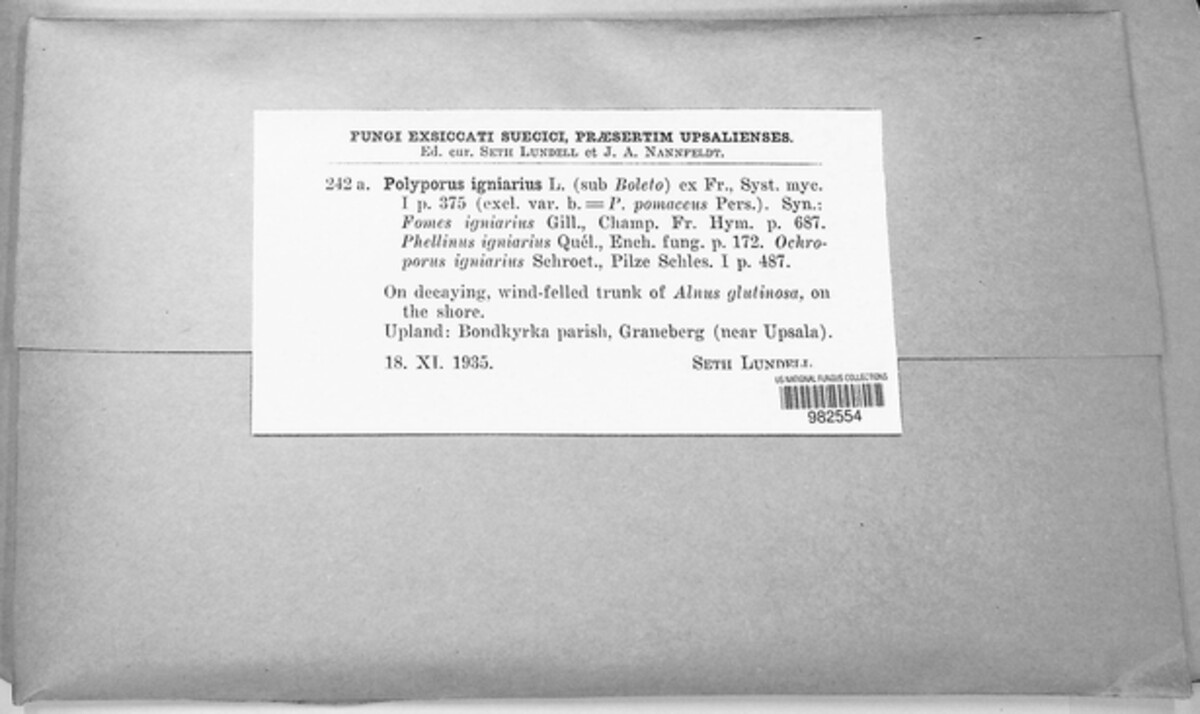 FUNGI EXSICCATI SUECICI, PRÆSERTIM UPSALIENSES.
Ed. cur. SETH LUNDELL et J. A. NANNFELDT.
242 a. Polyporus igniarius L. (sub Boleto) ex Fr., Syst. myc.
I p. 375 (excl. var. b. = P. pomaceus Pers.). Syn.:
Fomes igniarius Gill., Champ. Fr. Hym. p. 687.
Phellinus igniarius Quél., Ench. fung. p. 172. Ochro-
porus igniarius Schroet., Pilze Schles. I p. 487.
On decaying, wind-felled trunk of Alnus glutinosa, on
the shore.
Upland: Bondkyrka parish, Graneberg (near Upsala).
18. XI. 1935. SETH LUNDELL.
US NATIONAL FUNGUS COLLECTIONS
982554